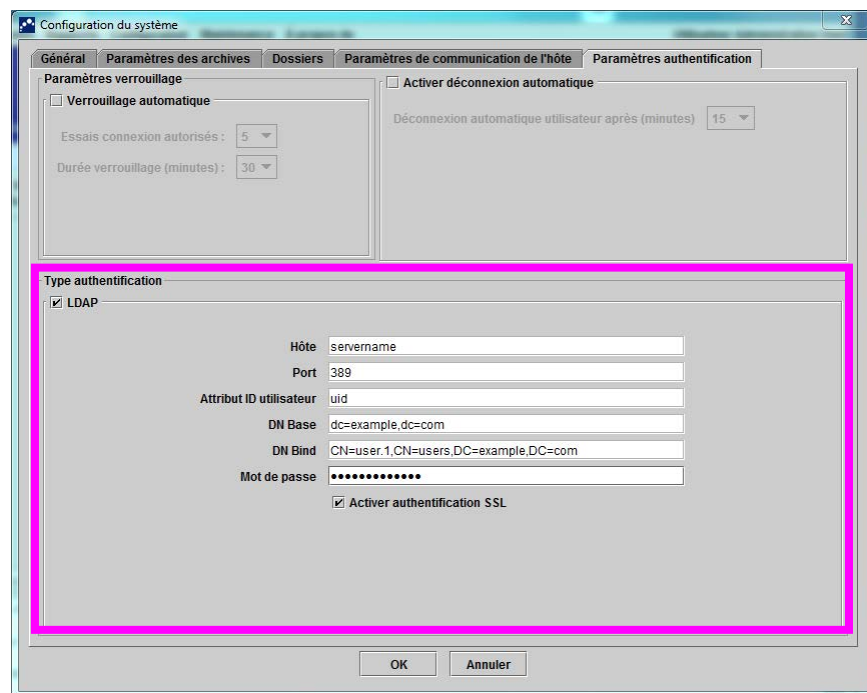 Configuration du système
Général Paramètres des archives Dossiers Paramètres de communication de l'hôte Paramètres authentification
Paramètres verrouillage
Verrouillage automatique
Essais connexion autorisés : 5
Durée verrouillage (minutes) : 30
Activer déconnexion automatique
Déconnexion automatique utilisateur après (minutes) 15
Type authentification
LDAP
Hôte servername
Port 389
Attribut ID utilisateur uid
DN Base dc=example,dc=com
DN Bind CN=user.1,CN=users,DC=example,DC=com
Mot de passe •••••••••••••
Activer authentification SSL
OK Annuler